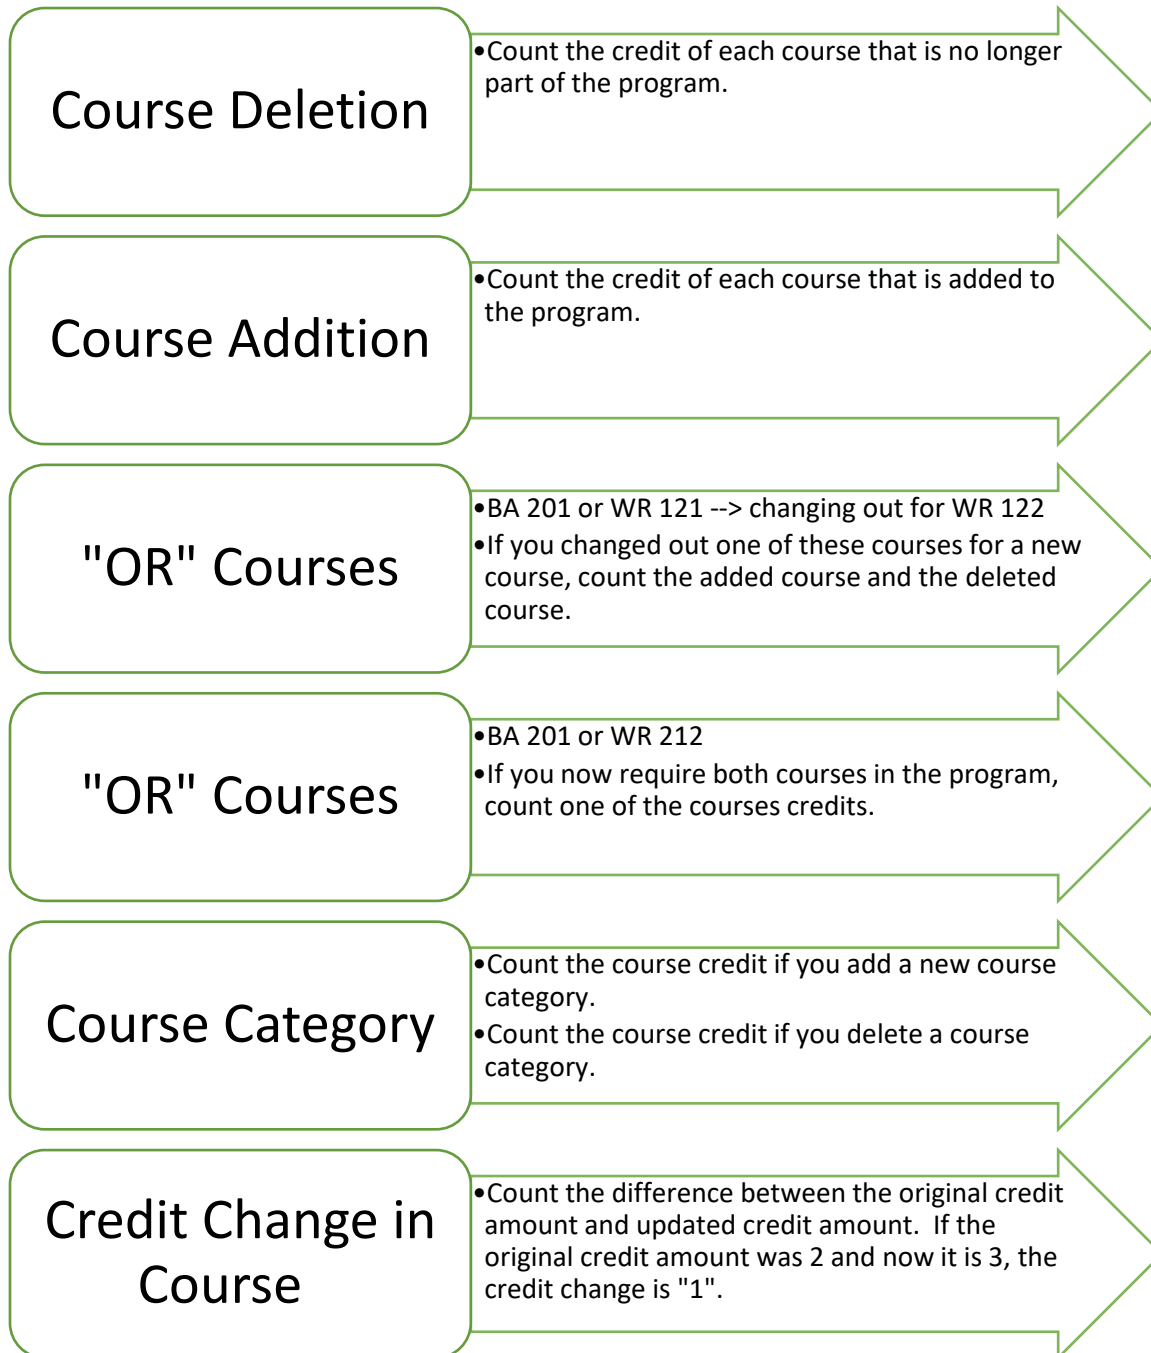 Course Deletion
•Count the credit of each course that is no longer
part of the program.
Course Addition
•Count the credit of each course that is added to
the program.
"OR" Courses
•BA 201 or WR 121 --> changing out for WR 122
•If you changed out one of these courses for a new
course, count the added course and the deleted
course.
"OR" Courses
•BA 201 or WR 212
•If you now require both courses in the program,
count one of the courses credits.
Course Category
•Count the course credit if you add a new course
category.
•Count the course credit if you delete a course
category.
Credit Change in
Course
•Count the difference between the original credit
amount and updated credit amount.  If the
original credit amount was 2 and now it is 3, the
credit change is "1".